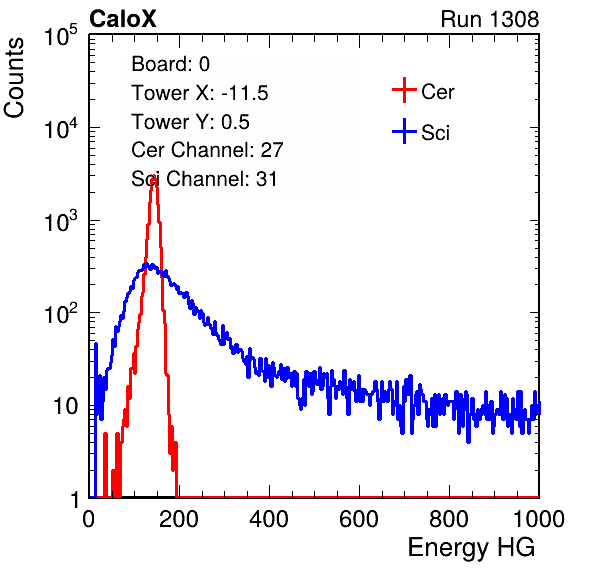 CaloX Run 1308
Counts
Board: 0
Tower X: -11.5
Tower Y: 0.5
Cer Channel: 27
Sci Channel: 31
Cer
Sci
10^5
10^4
10^3
10^2
10
1
0 200 400 600 800 1000
Energy HG